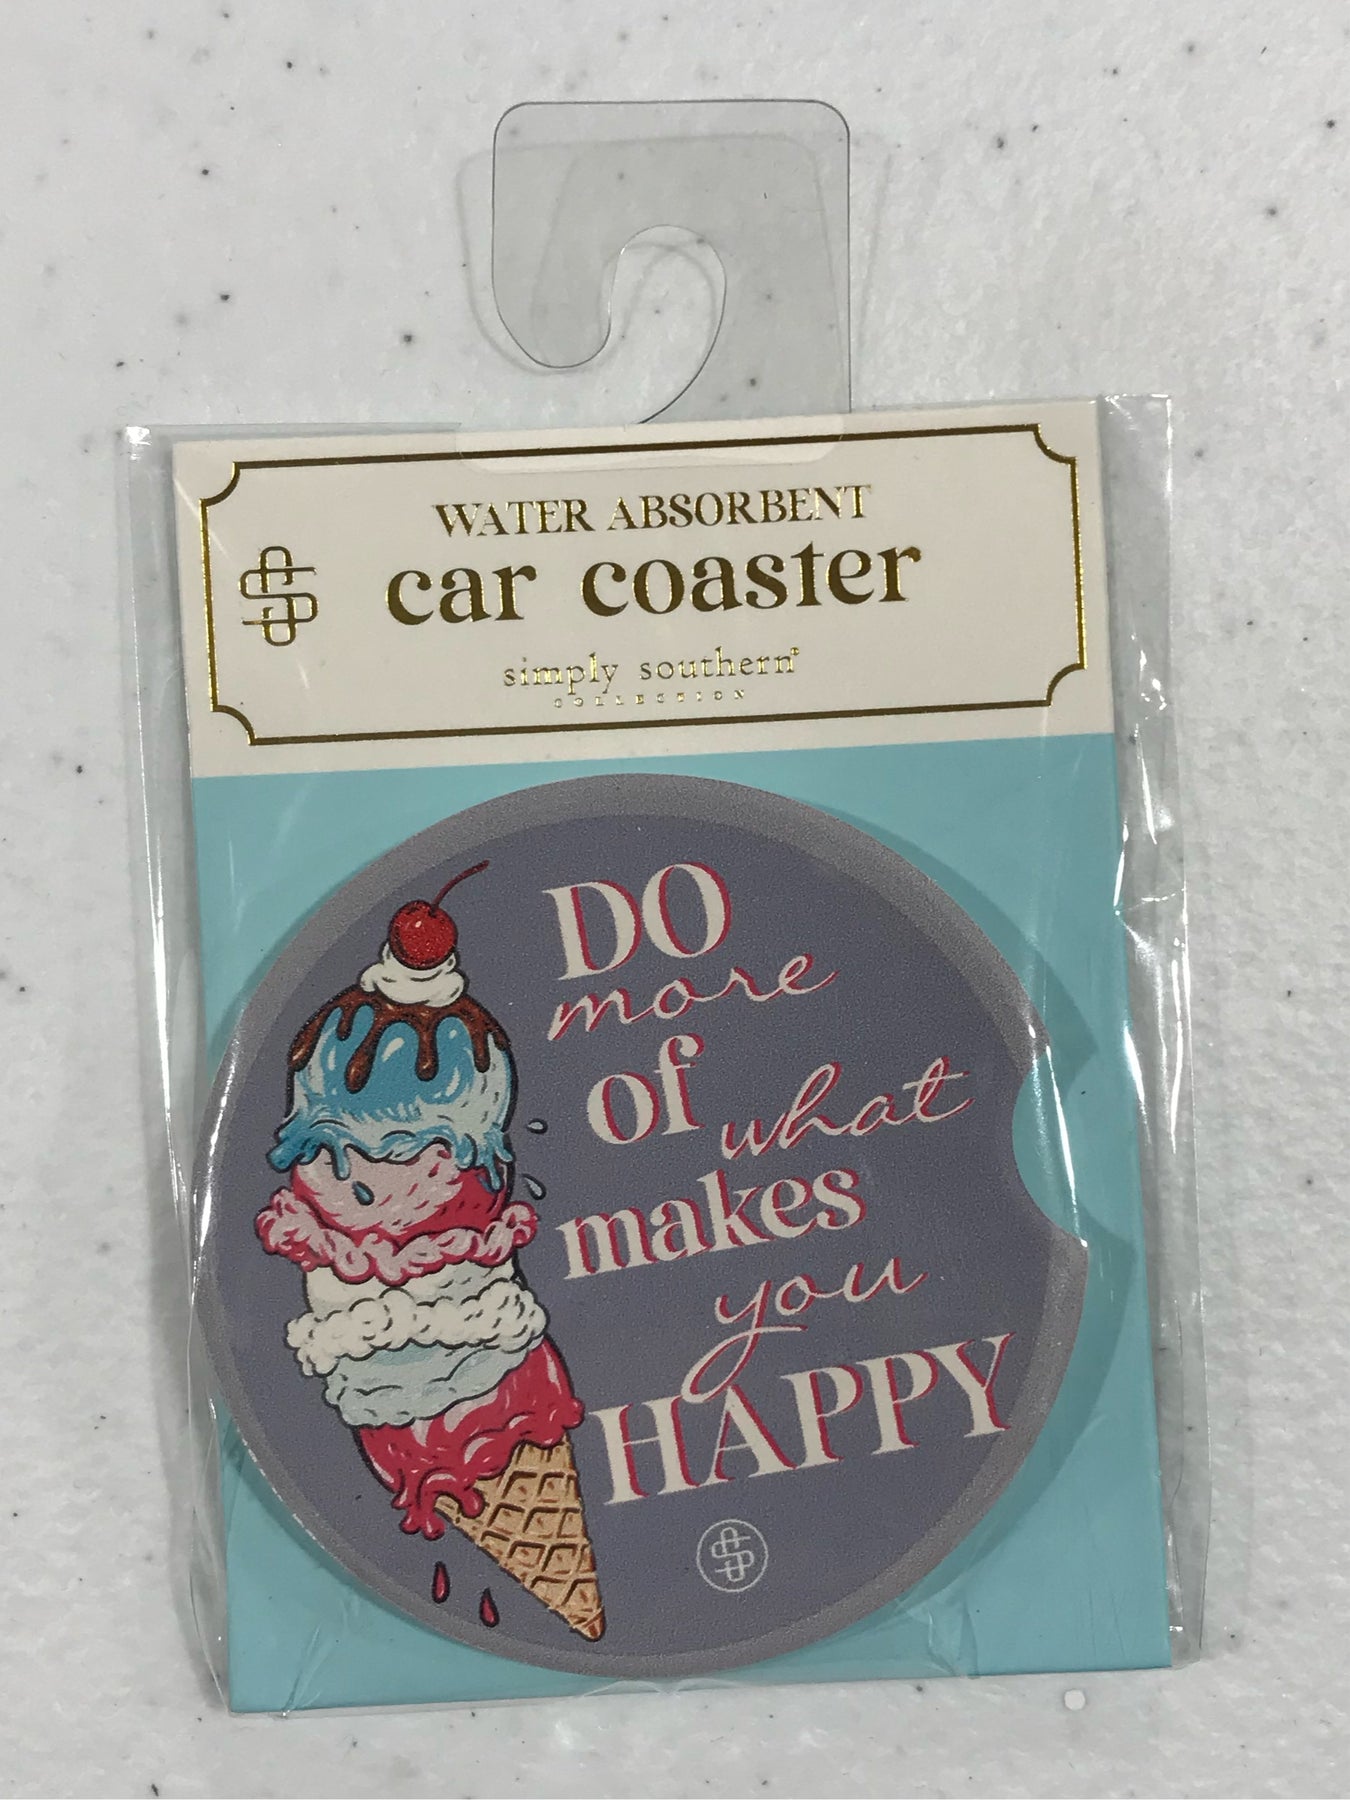 WATER ABSORBENT
car coaster
simply southern®
COLLECTION
DO
more
of what
makes
you
HAPPY